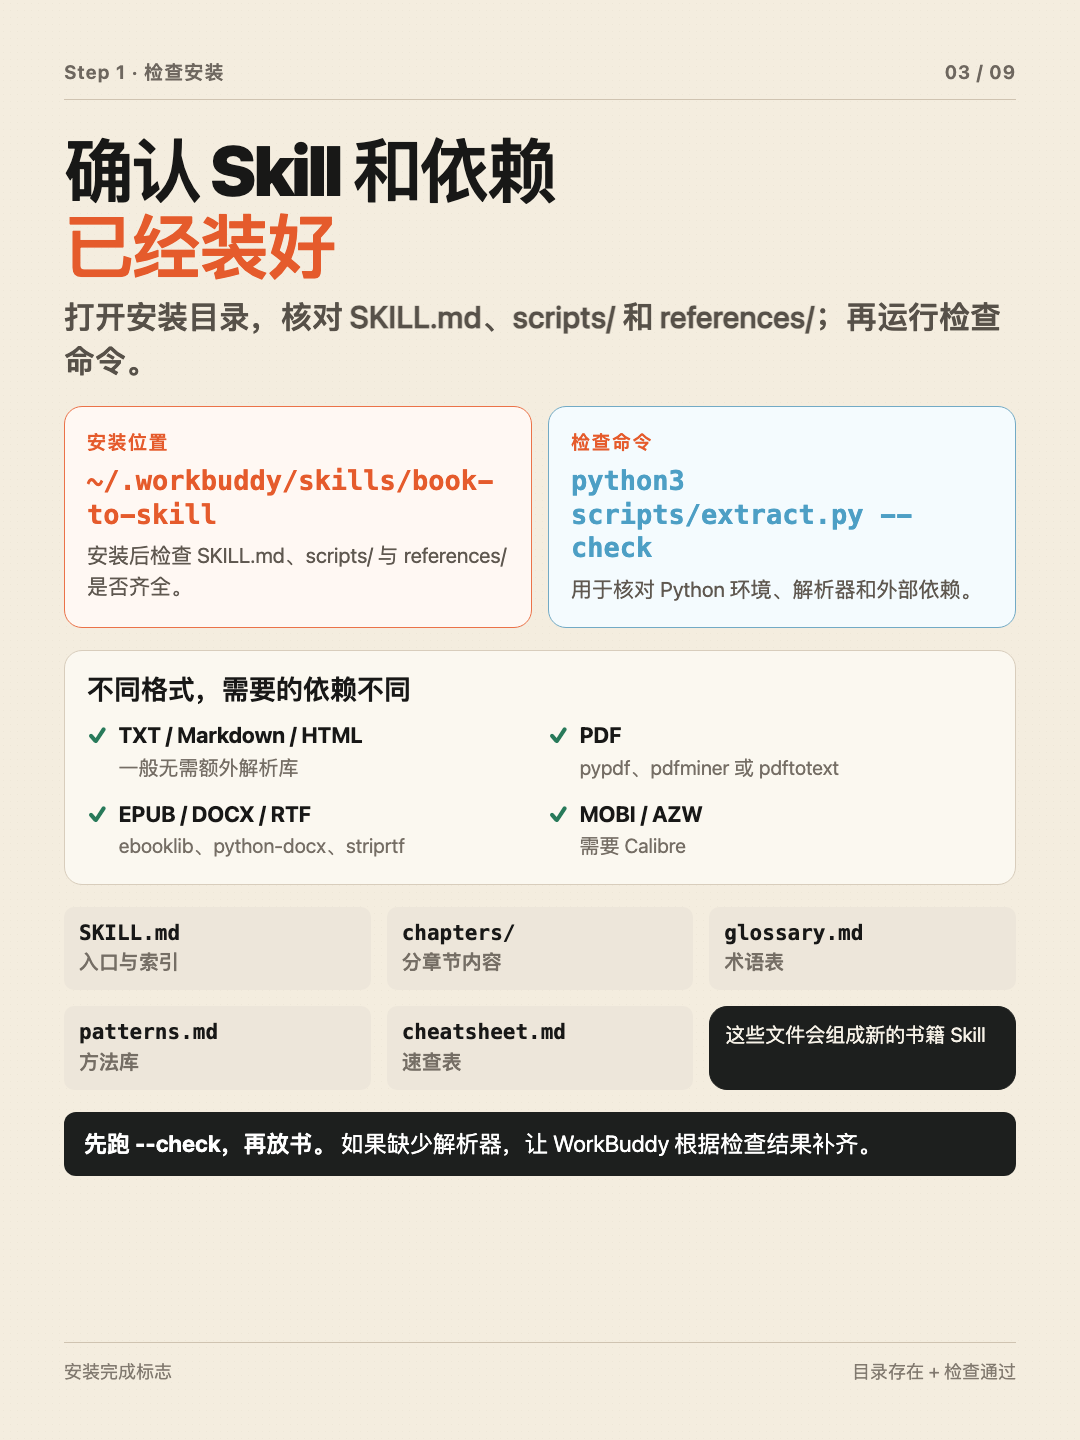 Step 1 · 检查安装
03 / 09
确认 Skill 和依赖
已经装好
打开安装目录，核对 SKILL.md、scripts/ 和 references/；再运行检查
命令。
安装位置
~/.workbuddy/skills/book-
to-skill
安装后检查 SKILL.md、scripts/ 与 references/
是否齐全。
检查命令
python3
scripts/extract.py --
check
用于核对 Python 环境、解析器和外部依赖。
不同格式，需要的依赖不同
TXT / Markdown / HTML
一般无需额外解析库
PDF
pypdf、pdfminer 或 pdftotext
EPUB / DOCX / RTF
ebooklib、python-docx、striprtf
MOBI / AZW
需要 Calibre
SKILL.md
入口与索引
chapters/
分章节内容
glossary.md
术语表
patterns.md
方法库
cheatsheet.md
速查表
这些文件会组成新的书籍 Skill
先跑 --check，再放书。 如果缺少解析器，让 WorkBuddy 根据检查结果补齐。
安装完成标志
目录存在 + 检查通过